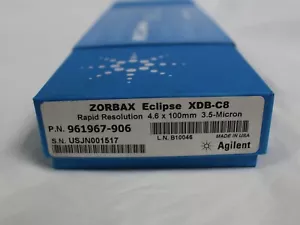 ZORBAX Eclipse XDB-C8
Rapid Resolution 4.6 x 100mm 3.5-Micron
P.N. 961967-906
L.N. B10046
MADE IN USA
S.N. USJN001517
Agilent